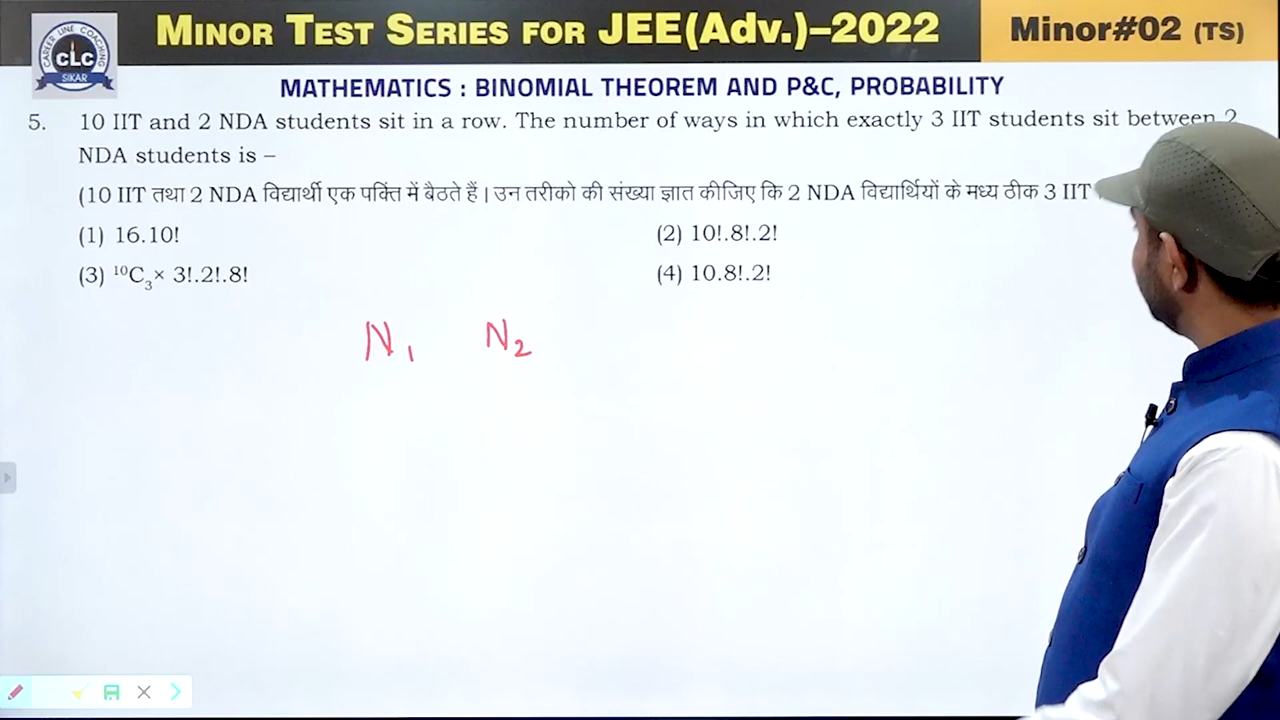 MINOR TEST SERIES FOR JEE(Adv.)–2022
Minor#02 (TS)
CAREER LINE COACHING
CLC
SIKAR
MATHEMATICS : BINOMIAL THEOREM AND P&C, PROBABILITY
5. 10 IIT and 2 NDA students sit in a row. The number of ways in which exactly 3 IIT students sit between 2
NDA students is –
(10 IIT तथा 2 NDA विद्यार्थी एक पक्ति में बैठते हैं। उन तरीको की संख्या ज्ञात कीजिए कि 2 NDA विद्यार्थियों के मध्य ठीक 3 IIT
(1) 16.10! (2) 10!.8!.2!
(3) ¹⁰C₃× 3!.2!.8! (4) 10.8!.2!
N₁ N₂